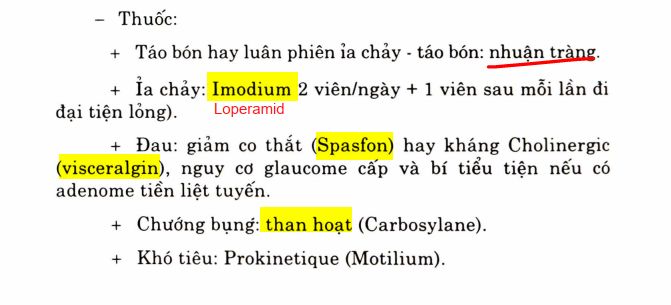 – Thuốc:
+ Táo bón hay luân phiên ỉa chảy - táo bón: nhuận tràng.
+ Ỉa chảy: Imodium 2 viên/ngày + 1 viên sau mỗi lần đi
đại tiện lỏng).
Loperamid
+ Đau: giảm co thắt (Spasfon) hay kháng Cholinergic
(visceralgin), nguy cơ glaucome cấp và bí tiểu tiện nếu có
adenome tiền liệt tuyến.
+ Chướng bụng: than hoạt (Carbosylane).
+ Khó tiêu: Prokinetique (Motilium).